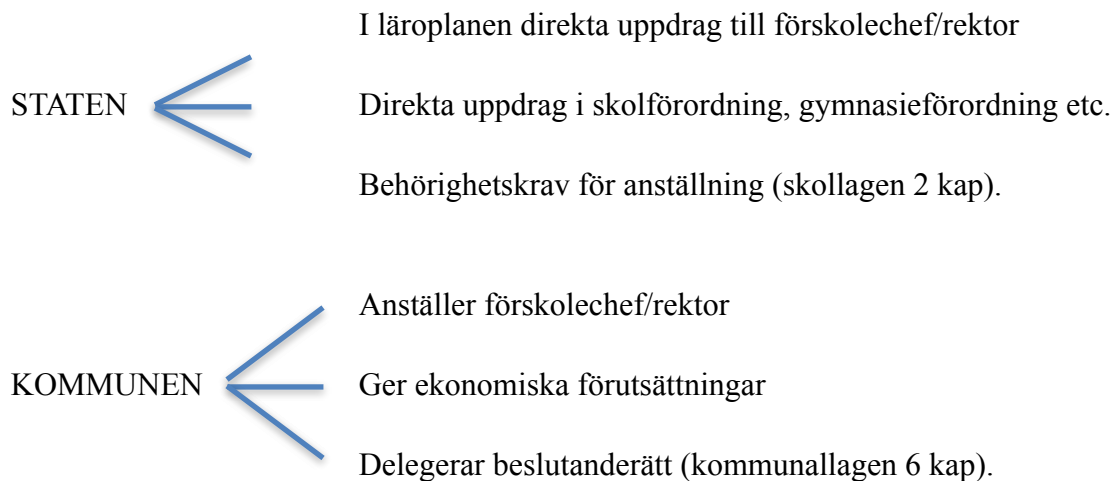 I läroplanen direkta uppdrag till förskolechef/rektor
STATEN
Direkta uppdrag i skolförordning, gymnasieförordning etc.
Behörighetskrav för anställning (skollagen 2 kap).
Anställer förskolechef/rektor
KOMMUNEN
Ger ekonomiska förutsättningar
Delegerar beslutanderätt (kommunallagen 6 kap).